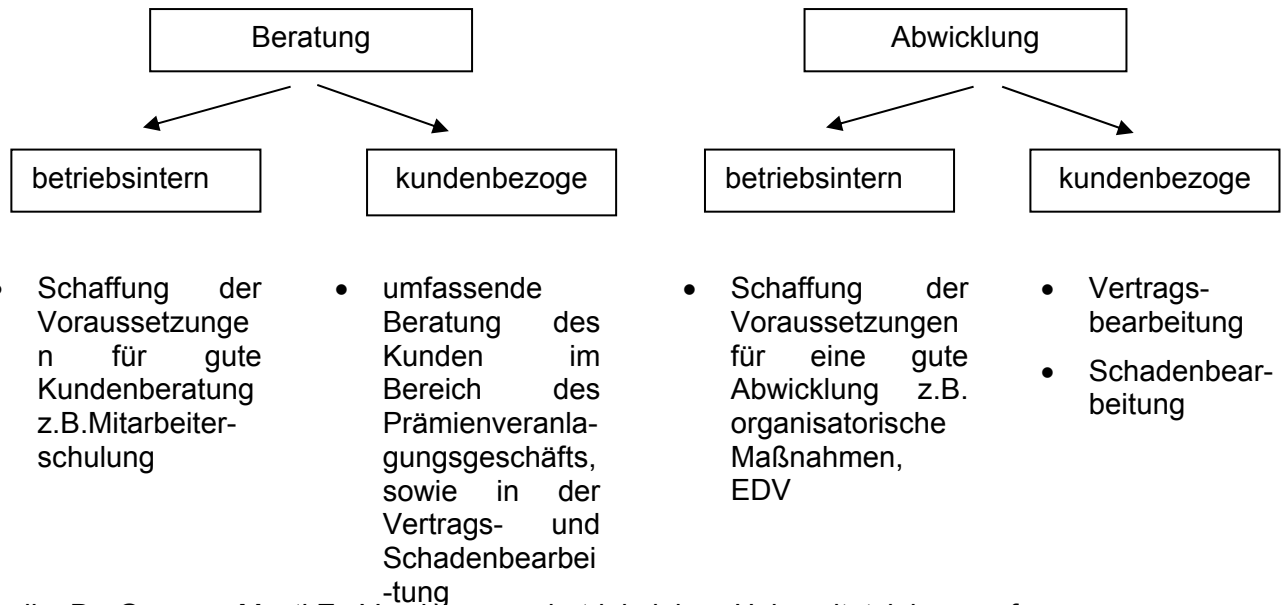 Beratung
Abwicklung
betriebsintern
kundenbezoge
betriebsintern
kundenbezoge
• Schaffung der
Voraussetzunge
n für gute
Kundenberatung
z.B.Mitarbeiter-
schulung
• umfassende
Beratung des
Kunden im
Bereich des
Prämienveranla-
gungsgeschäfts,
sowie in der
Vertrags- und
Schadenbearbei
-tung
• Schaffung der
Voraussetzungen
für eine gute
Abwicklung z.B.
organisatorische
Maßnahmen,
EDV
• Vertrags-
bearbeitung
• Schadenbear-
beitung